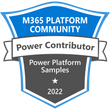 M365 PLATFORM
COMMUNITY
Power Contributor
Power Platform
Samples
★
2022